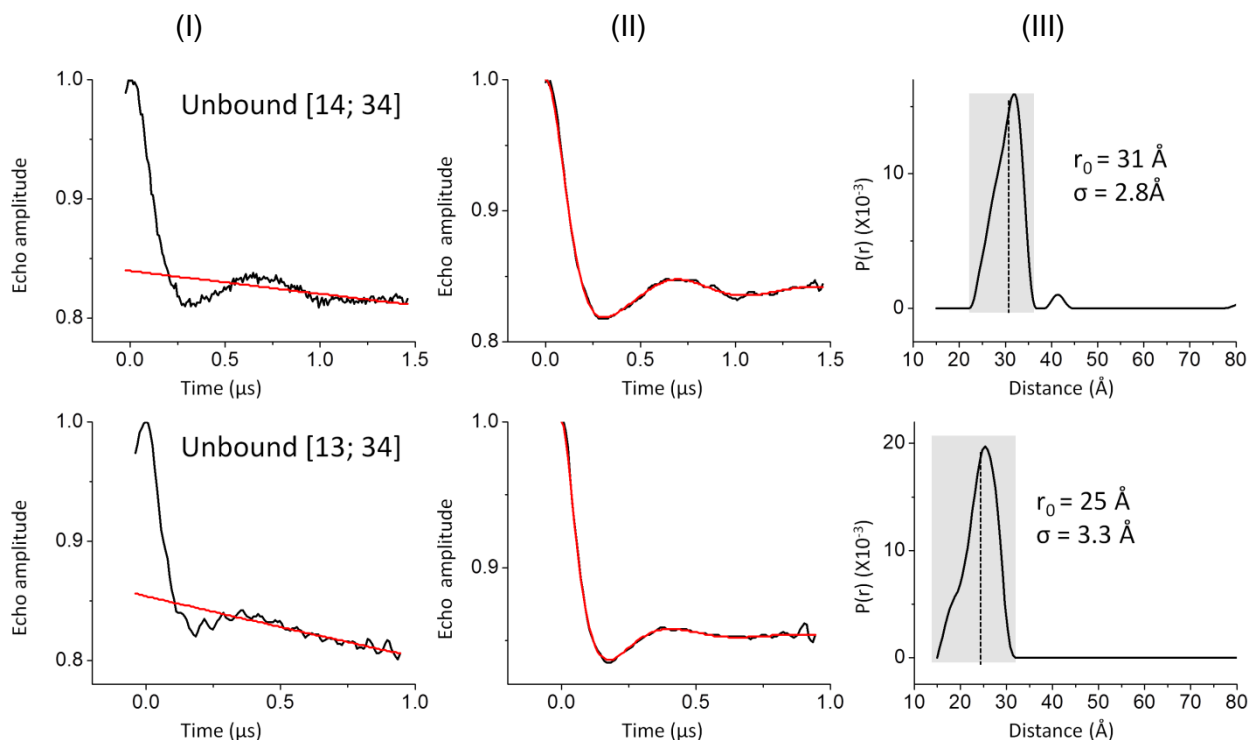 (I)
(II)
(III)
Unbound [14; 34]
Echo amplitude
1.0
0.9
0.8
0.0 0.5 1.0 1.5
Time (μs)
Echo amplitude
1.0
0.9
0.8
0.0 0.5 1.0 1.5
Time (μs)
P(r) (X10⁻³)
10
0
r₀ = 31 Å
σ = 2.8Å
10 20 30 40 50 60 70 80
Distance (Å)
Unbound [13; 34]
Echo amplitude
1.0
0.9
0.8
0.0 0.5 1.0
Time (μs)
Echo amplitude
1.0
0.9
0.0 0.5 1.0
Time (μs)
P(r) (X10⁻³)
20
10
0
r₀ = 25 Å
σ = 3.3 Å
10 20 30 40 50 60 70 80
Distance (Å)